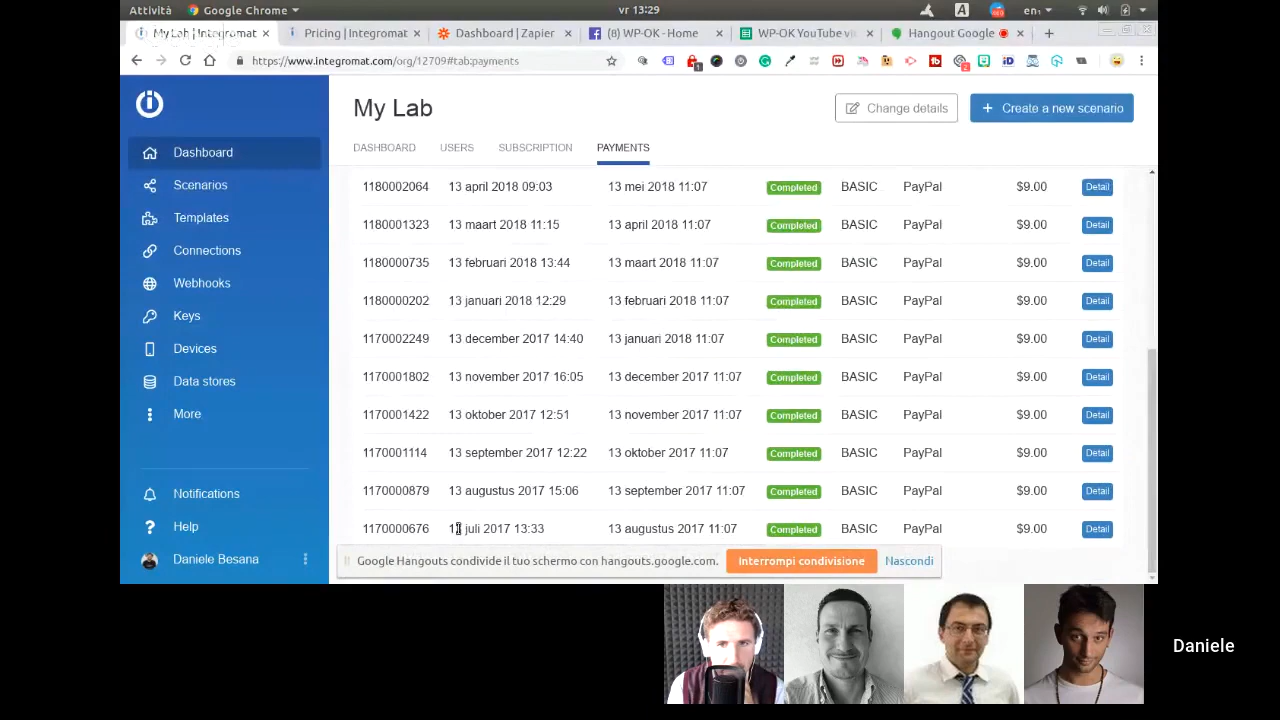 Attività Google Chrome vr 13:29 en₁
My Lab | Integromat Pricing | Integromat Dashboard | Zapier (8) WP-OK - Home WP-OK YouTube vi Hangout Google
https://www.integromat.com/org/12709#tab:payments
My Lab Change details + Create a new scenario
DASHBOARD USERS SUBSCRIPTION PAYMENTS
Dashboard
Scenarios
Templates
Connections
Webhooks
Keys
Devices
Data stores
More
Notifications
Help
Daniele Besana
1180002064 13 april 2018 09:03 13 mei 2018 11:07 Completed BASIC PayPal $9.00 Detail
1180001323 13 maart 2018 11:15 13 april 2018 11:07 Completed BASIC PayPal $9.00 Detail
1180000735 13 februari 2018 13:44 13 maart 2018 11:07 Completed BASIC PayPal $9.00 Detail
1180000202 13 januari 2018 12:29 13 februari 2018 11:07 Completed BASIC PayPal $9.00 Detail
1170002249 13 december 2017 14:40 13 januari 2018 11:07 Completed BASIC PayPal $9.00 Detail
1170001802 13 november 2017 16:05 13 december 2017 11:07 Completed BASIC PayPal $9.00 Detail
1170001422 13 oktober 2017 12:51 13 november 2017 11:07 Completed BASIC PayPal $9.00 Detail
1170001114 13 september 2017 12:22 13 oktober 2017 11:07 Completed BASIC PayPal $9.00 Detail
1170000879 13 augustus 2017 15:06 13 september 2017 11:07 Completed BASIC PayPal $9.00 Detail
1170000676 13 juli 2017 13:33 13 augustus 2017 11:07 Completed BASIC PayPal $9.00 Detail
Google Hangouts condivide il tuo schermo con hangouts.google.com. Interrompi condivisione Nascondi
Daniele